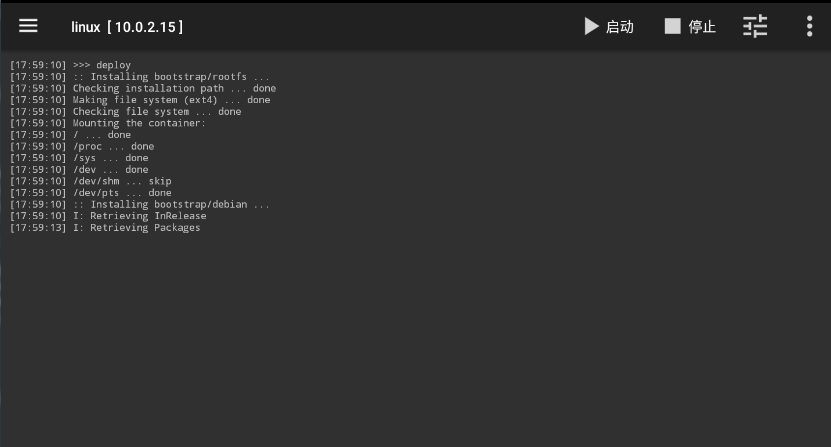 linux [ 10.0.2.15 ] 启动 停止
[17:59:10] >>> deploy
[17:59:10] :: Installing bootstrap/rootfs ...
[17:59:10] Checking installation path ... done
[17:59:10] Making file system (ext4) ... done
[17:59:10] Checking file system ... done
[17:59:10] Mounting the container:
[17:59:10] / ... done
[17:59:10] /proc ... done
[17:59:10] /sys ... done
[17:59:10] /dev ... done
[17:59:10] /dev/shm ... skip
[17:59:10] /dev/pts ... done
[17:59:10] :: Installing bootstrap/debian ...
[17:59:10] I: Retrieving InRelease
[17:59:13] I: Retrieving Packages